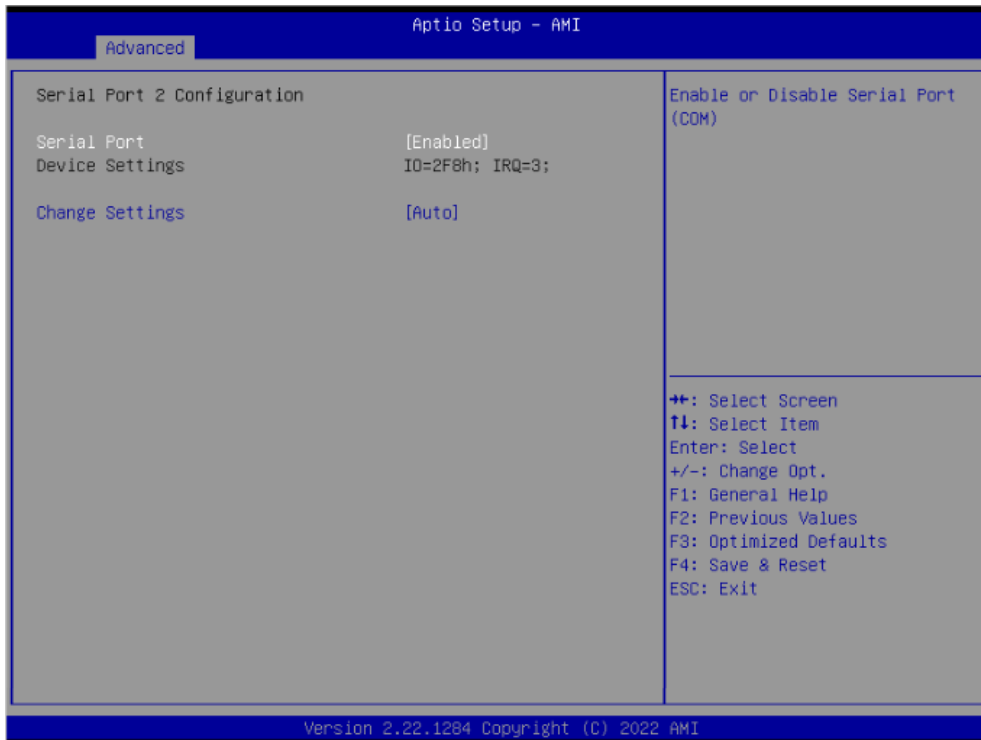 Aptio Setup – AMI
Advanced
Serial Port 2 Configuration
Serial Port [Enabled]
Device Settings IO=2F8h; IRQ=3;
Change Settings [Auto]
Enable or Disable Serial Port
(COM)
→←: Select Screen
↑↓: Select Item
Enter: Select
+/-: Change Opt.
F1: General Help
F2: Previous Values
F3: Optimized Defaults
F4: Save & Reset
ESC: Exit
Version 2.22.1284 Copyright (C) 2022 AMI